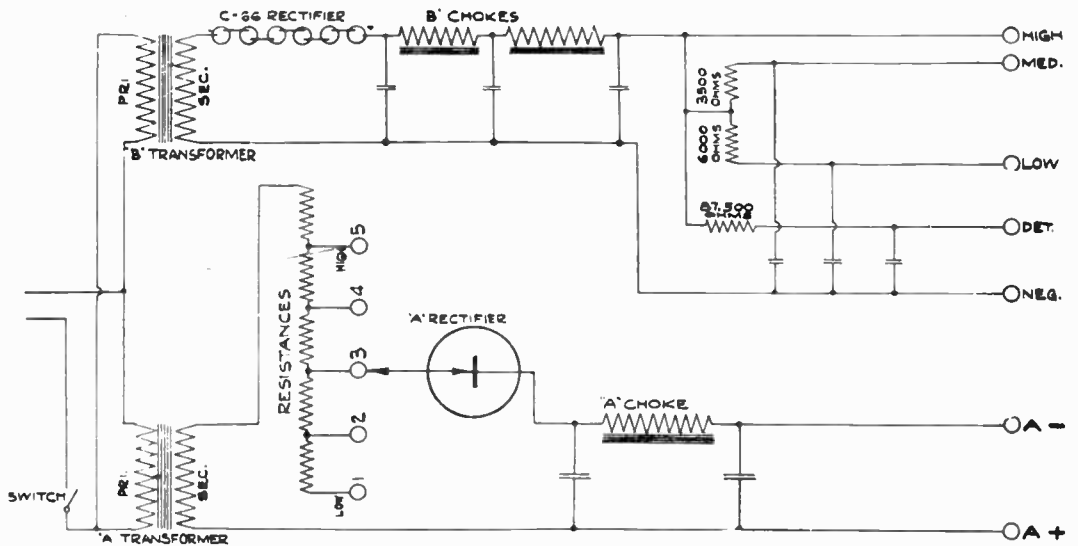 C-66 RECTIFIER
"B" CHOKES
HIGH
MED.
PRI.
SEC.
3500 OHMS
6000 OHMS
"B" TRANSFORMER
LOW
87,500 OHMS
DET.
NEG.
RESISTANCES
5
HIGH
4
"A" RECTIFIER
3
2
"A" CHOKE
A -
1
LOW
SWITCH
PRI.
SEC.
"A" TRANSFORMER
A +